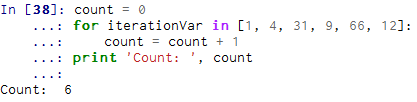 In [38]: count = 0
    ...: for iterationVar in [1, 4, 31, 9, 66, 12]:
    ...:     count = count + 1
    ...: print 'Count: ', count
    ...:
Count:  6